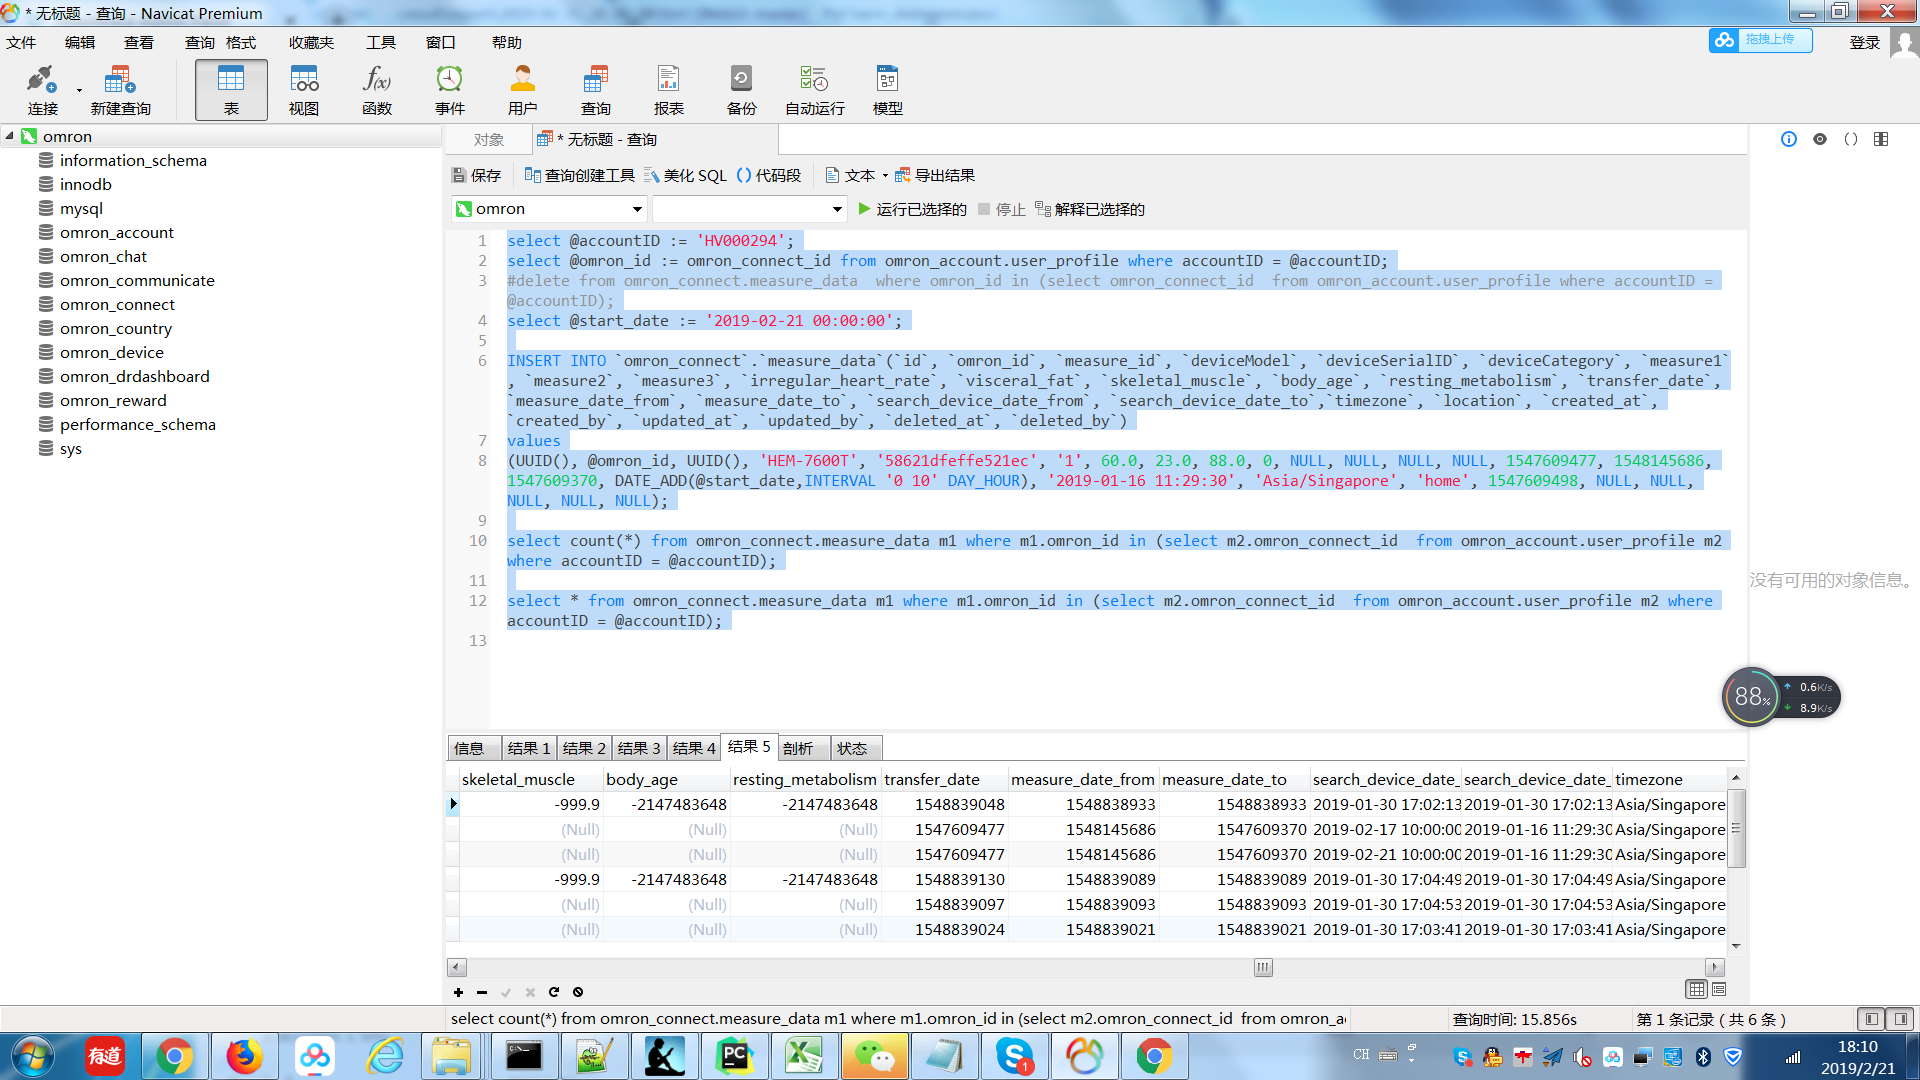 * 无标题 - 查询 - Navicat Premium
文件 编辑 查看 查询 格式 收藏夹 工具 窗口 帮助
拖拽上传
登录
连接 新建查询 表 视图 函数 事件 用户 查询 报表 备份 自动运行 模型
omron
information_schema
innodb
mysql
omron_account
omron_chat
omron_communicate
omron_connect
omron_country
omron_device
omron_drdashboard
omron_reward
performance_schema
sys
对象 * 无标题 - 查询
保存 查询创建工具 美化 SQL 代码段 文本 导出结果
omron 运行已选择的 停止 解释已选择的
1 select @accountID := 'HV000294';
2 select @omron_id := omron_connect_id from omron_account.user_profile where accountID = @accountID;
3 #delete from omron_connect.measure_data  where omron_id in (select omron_connect_id  from omron_account.user_profile where accountID =
@accountID);
4 select @start_date := '2019-02-21 00:00:00';
5
6 INSERT INTO `omron_connect`.`measure_data`(`id`, `omron_id`, `measure_id`, `deviceModel`, `deviceSerialID`, `deviceCategory`, `measure1`
, `measure2`, `measure3`, `irregular_heart_rate`, `visceral_fat`, `skeletal_muscle`, `body_age`, `resting_metabolism`, `transfer_date`,
`measure_date_from`, `measure_date_to`, `search_device_date_from`, `search_device_date_to`,`timezone`, `location`, `created_at`,
`created_by`, `updated_at`, `updated_by`, `deleted_at`, `deleted_by`)
7 values
8 (UUID(), @omron_id, UUID(), 'HEM-7600T', '58621dfeffe521ec', '1', 60.0, 23.0, 88.0, 0, NULL, NULL, NULL, NULL, 1547609477, 1548145686,
1547609370, DATE_ADD(@start_date,INTERVAL '0 10' DAY_HOUR), '2019-01-16 11:29:30', 'Asia/Singapore', 'home', 1547609498, NULL, NULL,
NULL, NULL, NULL);
9
10 select count(*) from omron_connect.measure_data m1 where m1.omron_id in (select m2.omron_connect_id  from omron_account.user_profile m2
where accountID = @accountID);
11
12 select * from omron_connect.measure_data m1 where m1.omron_id in (select m2.omron_connect_id  from omron_account.user_profile m2 where
accountID = @accountID);
13
没有可用的对象信息。
88% 0.6K/s
8.9K/s
信息 结果 1 结果 2 结果 3 结果 4 结果 5 剖析 状态
skeletal_muscle body_age resting_metabolism transfer_date measure_date_from measure_date_to search_device_date_ search_device_date_ timezone
-999.9 -2147483648 -2147483648 1548839048 1548838933 1548838933 2019-01-30 17:02:13 2019-01-30 17:02:13 Asia/Singapore
(Null) (Null) (Null) 1547609477 1548145686 1547609370 2019-02-17 10:00:00 2019-01-16 11:29:30 Asia/Singapore
(Null) (Null) (Null) 1547609477 1548145686 1547609370 2019-02-21 10:00:00 2019-01-16 11:29:30 Asia/Singapore
-999.9 -2147483648 -2147483648 1548839130 1548839089 1548839089 2019-01-30 17:04:49 2019-01-30 17:04:49 Asia/Singapore
(Null) (Null) (Null) 1548839097 1548839093 1548839093 2019-01-30 17:04:53 2019-01-30 17:04:53 Asia/Singapore
(Null) (Null) (Null) 1548839024 1548839021 1548839021 2019-01-30 17:03:41 2019-01-30 17:03:41 Asia/Singapore
select count(*) from omron_connect.measure_data m1 where m1.omron_id in (select m2.omron_connect_id  from omron_a
查询时间: 15.856s
第 1 条记录 ( 共 6 条 )
有道
PC
1
CH
18:10
2019/2/21